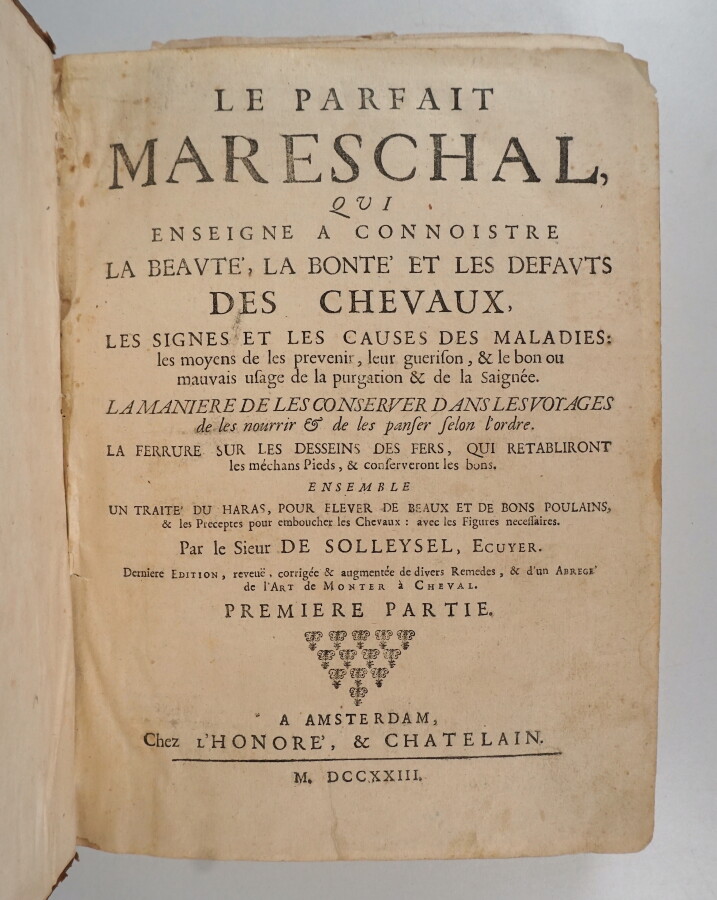 LE PARFAIT
MARESCHAL,
QVI
ENSEIGNE A CONNOISTRE
LA BEAVTE', LA BONTE' ET LES DEFAVTS
DES CHEVAUX,
LES SIGNES ET LES CAUSES DES MALADIES:
les moyens de les prevenir, leur guerison, & le bon ou
mauvais usage de la purgation & de la Saignée.
LA MANIERE DE LES CONSERVER DANS LES VOYAGES
de les nourrir & de les panser selon l'ordre.
LA FERRURE SUR LES DESSEINS DES FERS, QUI RETABLIRONT
les méchans Pieds, & conserveront les bons.
ENSEMBLE
UN TRAITE' DU HARAS, POUR ELEVER DE BEAUX ET DE BONS POULAINS,
& les Preceptes pour emboucher les Chevaux : avec les Figures necessaires.
Par le Sieur DE SOLLEYSEL, ECUYER.
Derniere EDITION, reveuë, corrigée & augmentée de divers Remedes, & d'un ABREGE'
de l'ART de MONTER à CHEVAL.
PREMIERE PARTIE.
A AMSTERDAM,
Chez L'HONORE', & CHATELAIN.
M. DCCXXIII.